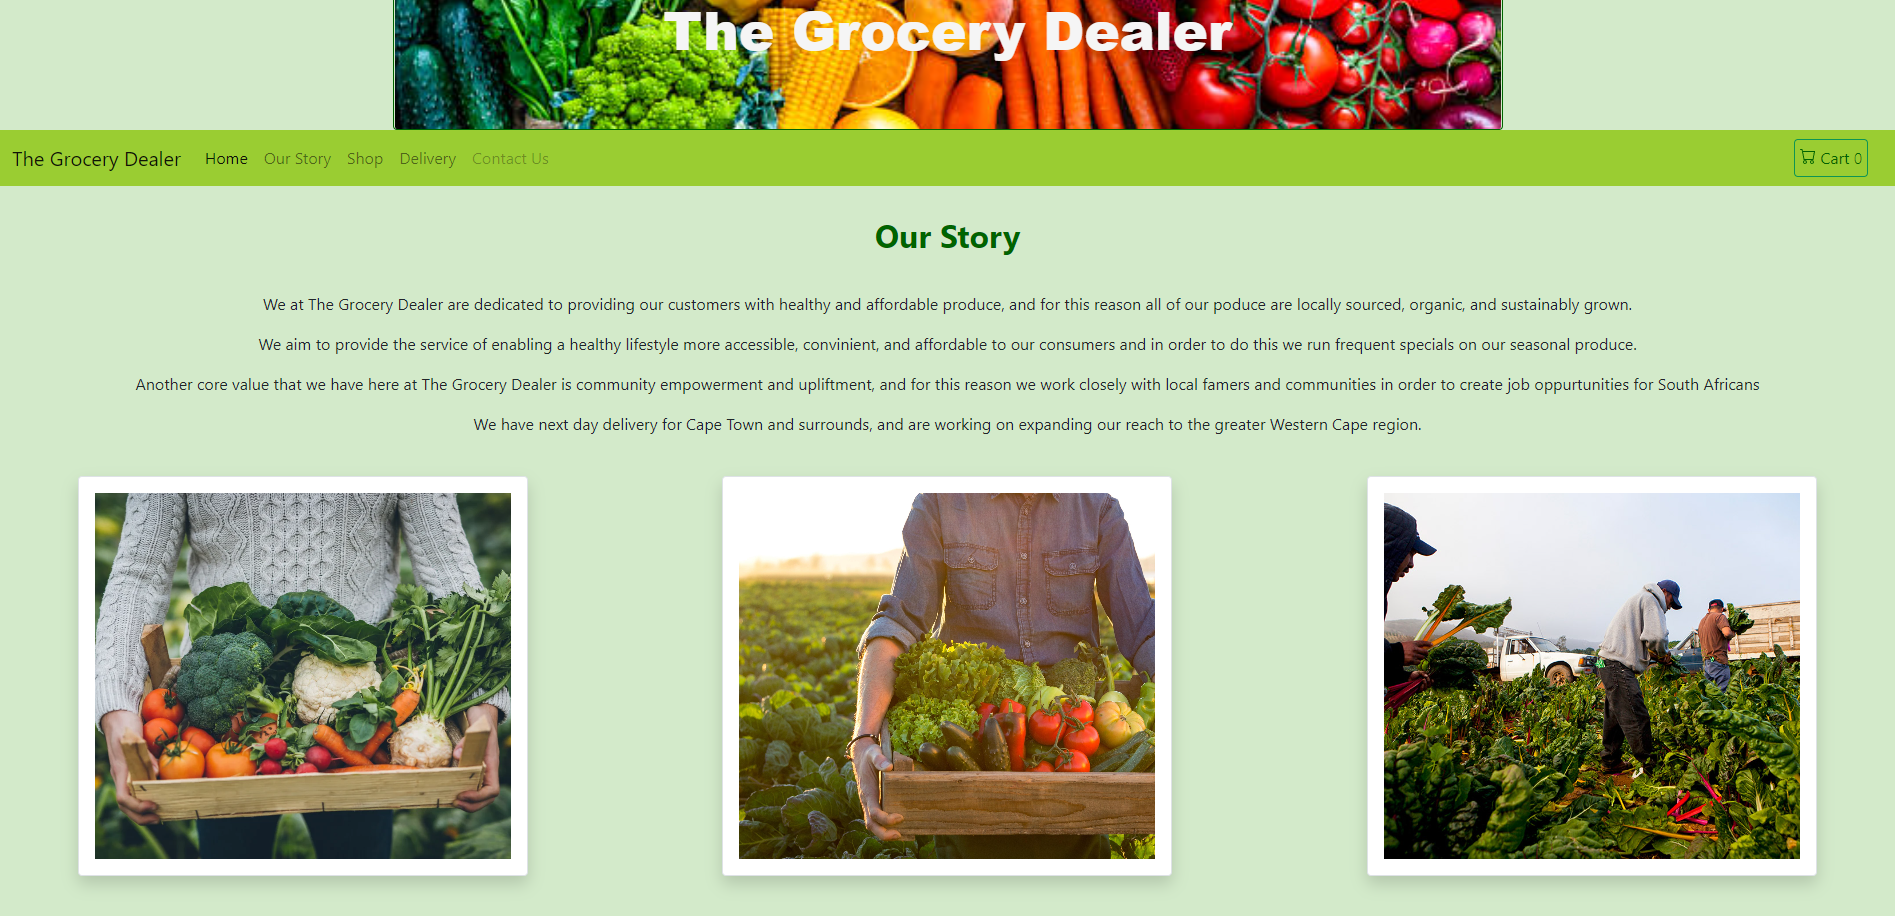 The Grocery Dealer
The Grocery Dealer Home Our Story Shop Delivery Contact Us Cart 0
Our Story
We at The Grocery Dealer are dedicated to providing our customers with healthy and affordable produce, and for this reason all of our poduce are locally sourced, organic, and sustainably grown.
We aim to provide the service of enabling a healthy lifestyle more accessible, convinient, and affordable to our consumers and in order to do this we run frequent specials on our seasonal produce.
Another core value that we have here at The Grocery Dealer is community empowerment and upliftment, and for this reason we work closely with local famers and communities in order to create job oppurtunities for South Africans
We have next day delivery for Cape Town and surrounds, and are working on expanding our reach to the greater Western Cape region.